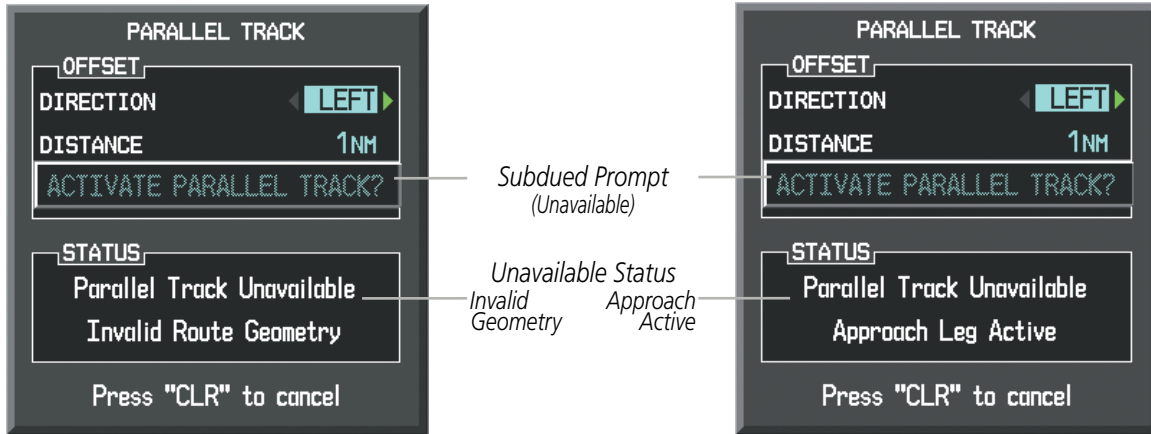 PARALLEL TRACK
OFFSET
DIRECTION LEFT
DISTANCE 1NM
ACTIVATE PARALLEL TRACK?
STATUS
Parallel Track Unavailable
Invalid Route Geometry
Press "CLR" to cancel
Subdued Prompt
(Unavailable)
Unavailable Status
Invalid
Geometry
Approach
Active
PARALLEL TRACK
OFFSET
DIRECTION LEFT
DISTANCE 1NM
ACTIVATE PARALLEL TRACK?
STATUS
Parallel Track Unavailable
Approach Leg Active
Press "CLR" to cancel